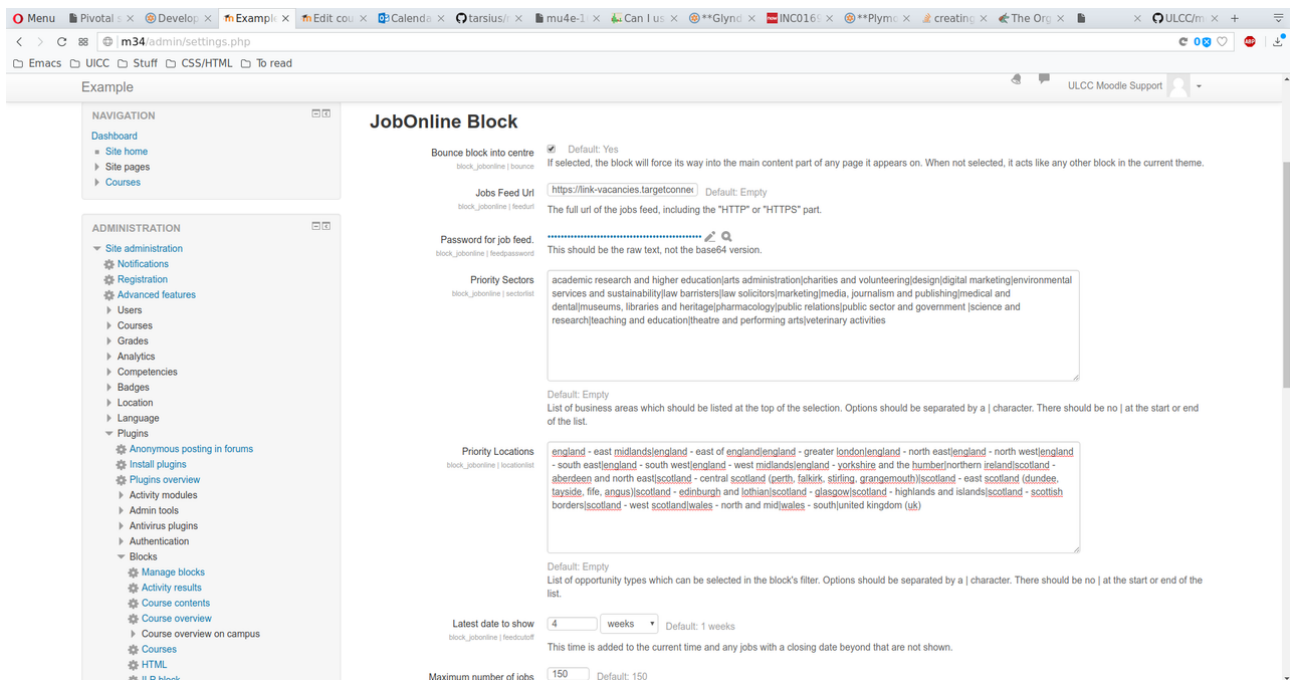 Menu Pivotal s Develop Example Edit cou Calenda tarsius/ mu4e-1 Can I us **Glynd INC0169 **Plymo creating The Org ULCC/m
m34/admin/settings.php
Emacs UICC Stuff CSS/HTML To read
Example
ULCC Moodle Support
NAVIGATION
Dashboard
Site home
Site pages
Courses
ADMINISTRATION
Site administration
Notifications
Registration
Advanced features
Users
Courses
Grades
Analytics
Competencies
Badges
Location
Language
Plugins
Anonymous posting in forums
Install plugins
Plugins overview
Activity modules
Admin tools
Antivirus plugins
Authentication
Blocks
Manage blocks
Activity results
Course contents
Course overview
Course overview on campus
Courses
HTML
ILP block
JobOnline Block
Bounce block into centre Default: Yes
block_jobonline | bounce
If selected, the block will force its way into the main content part of any page it appears on. When not selected, it acts like any other block in the current theme.
Jobs Feed Url https://link-vacancies.targetconnec Default: Empty
block_jobonline | feedurl
The full url of the jobs feed, including the "HTTP" or "HTTPS" part.
Password for job feed.
block_jobonline | feedpassword
This should be the raw text, not the base64 version.
Priority Sectors
block_jobonline | sectorlist
academic research and higher education|arts administration|charities and volunteering|design|digital marketing|environmental
services and sustainability|law barristers|law solicitors|marketing|media, journalism and publishing|medical and
dental|museums, libraries and heritage|pharmacology|public relations|public sector and government |science and
research|teaching and education|theatre and performing arts|veterinary activities
Default: Empty
List of business areas which should be listed at the top of the selection. Options should be separated by a | character. There should be no | at the start or end
of the list.
Priority Locations
block_jobonline | locationlist
england - east midlands|england - east of england|england - greater london|england - north east|england - north west|england
- south east|england - south west|england - west midlands|england - yorkshire and the humber|northern ireland|scotland -
aberdeen and north east|scotland - central scotland (perth, falkirk, stirling, grangemouth)|scotland - east scotland (dundee,
tayside, fife, angus)|scotland - edinburgh and lothian|scotland - glasgow|scotland - highlands and islands|scotland - scottish
borders|scotland - west scotland|wales - north and mid|wales - south|united kingdom (uk)
Default: Empty
List of opportunity types which can be selected in the block's filter. Options should be separated by a | character. There should be no | at the start or end of the
list.
Latest date to show 4 weeks Default: 1 weeks
block_jobonline | feedcutoff
This time is added to the current time and any jobs with a closing date beyond that are not shown.
Maximum number of jobs 150 Default: 150